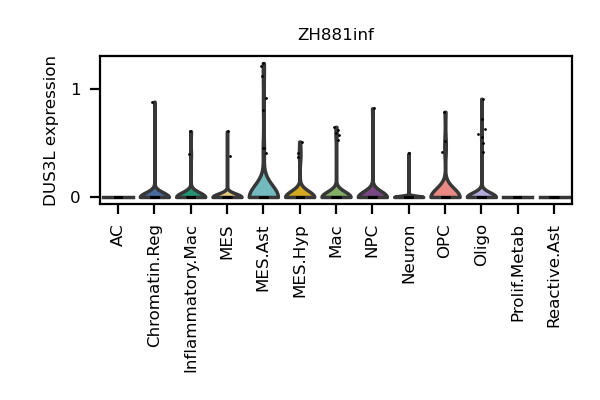 ZH881inf
DUS3L expression
1
0
AC
Chromatin.Reg
Inflammatory.Mac
MES
MES.Ast
MES.Hyp
Mac
NPC
Neuron
OPC
Oligo
Prolif.Metab
Reactive.Ast